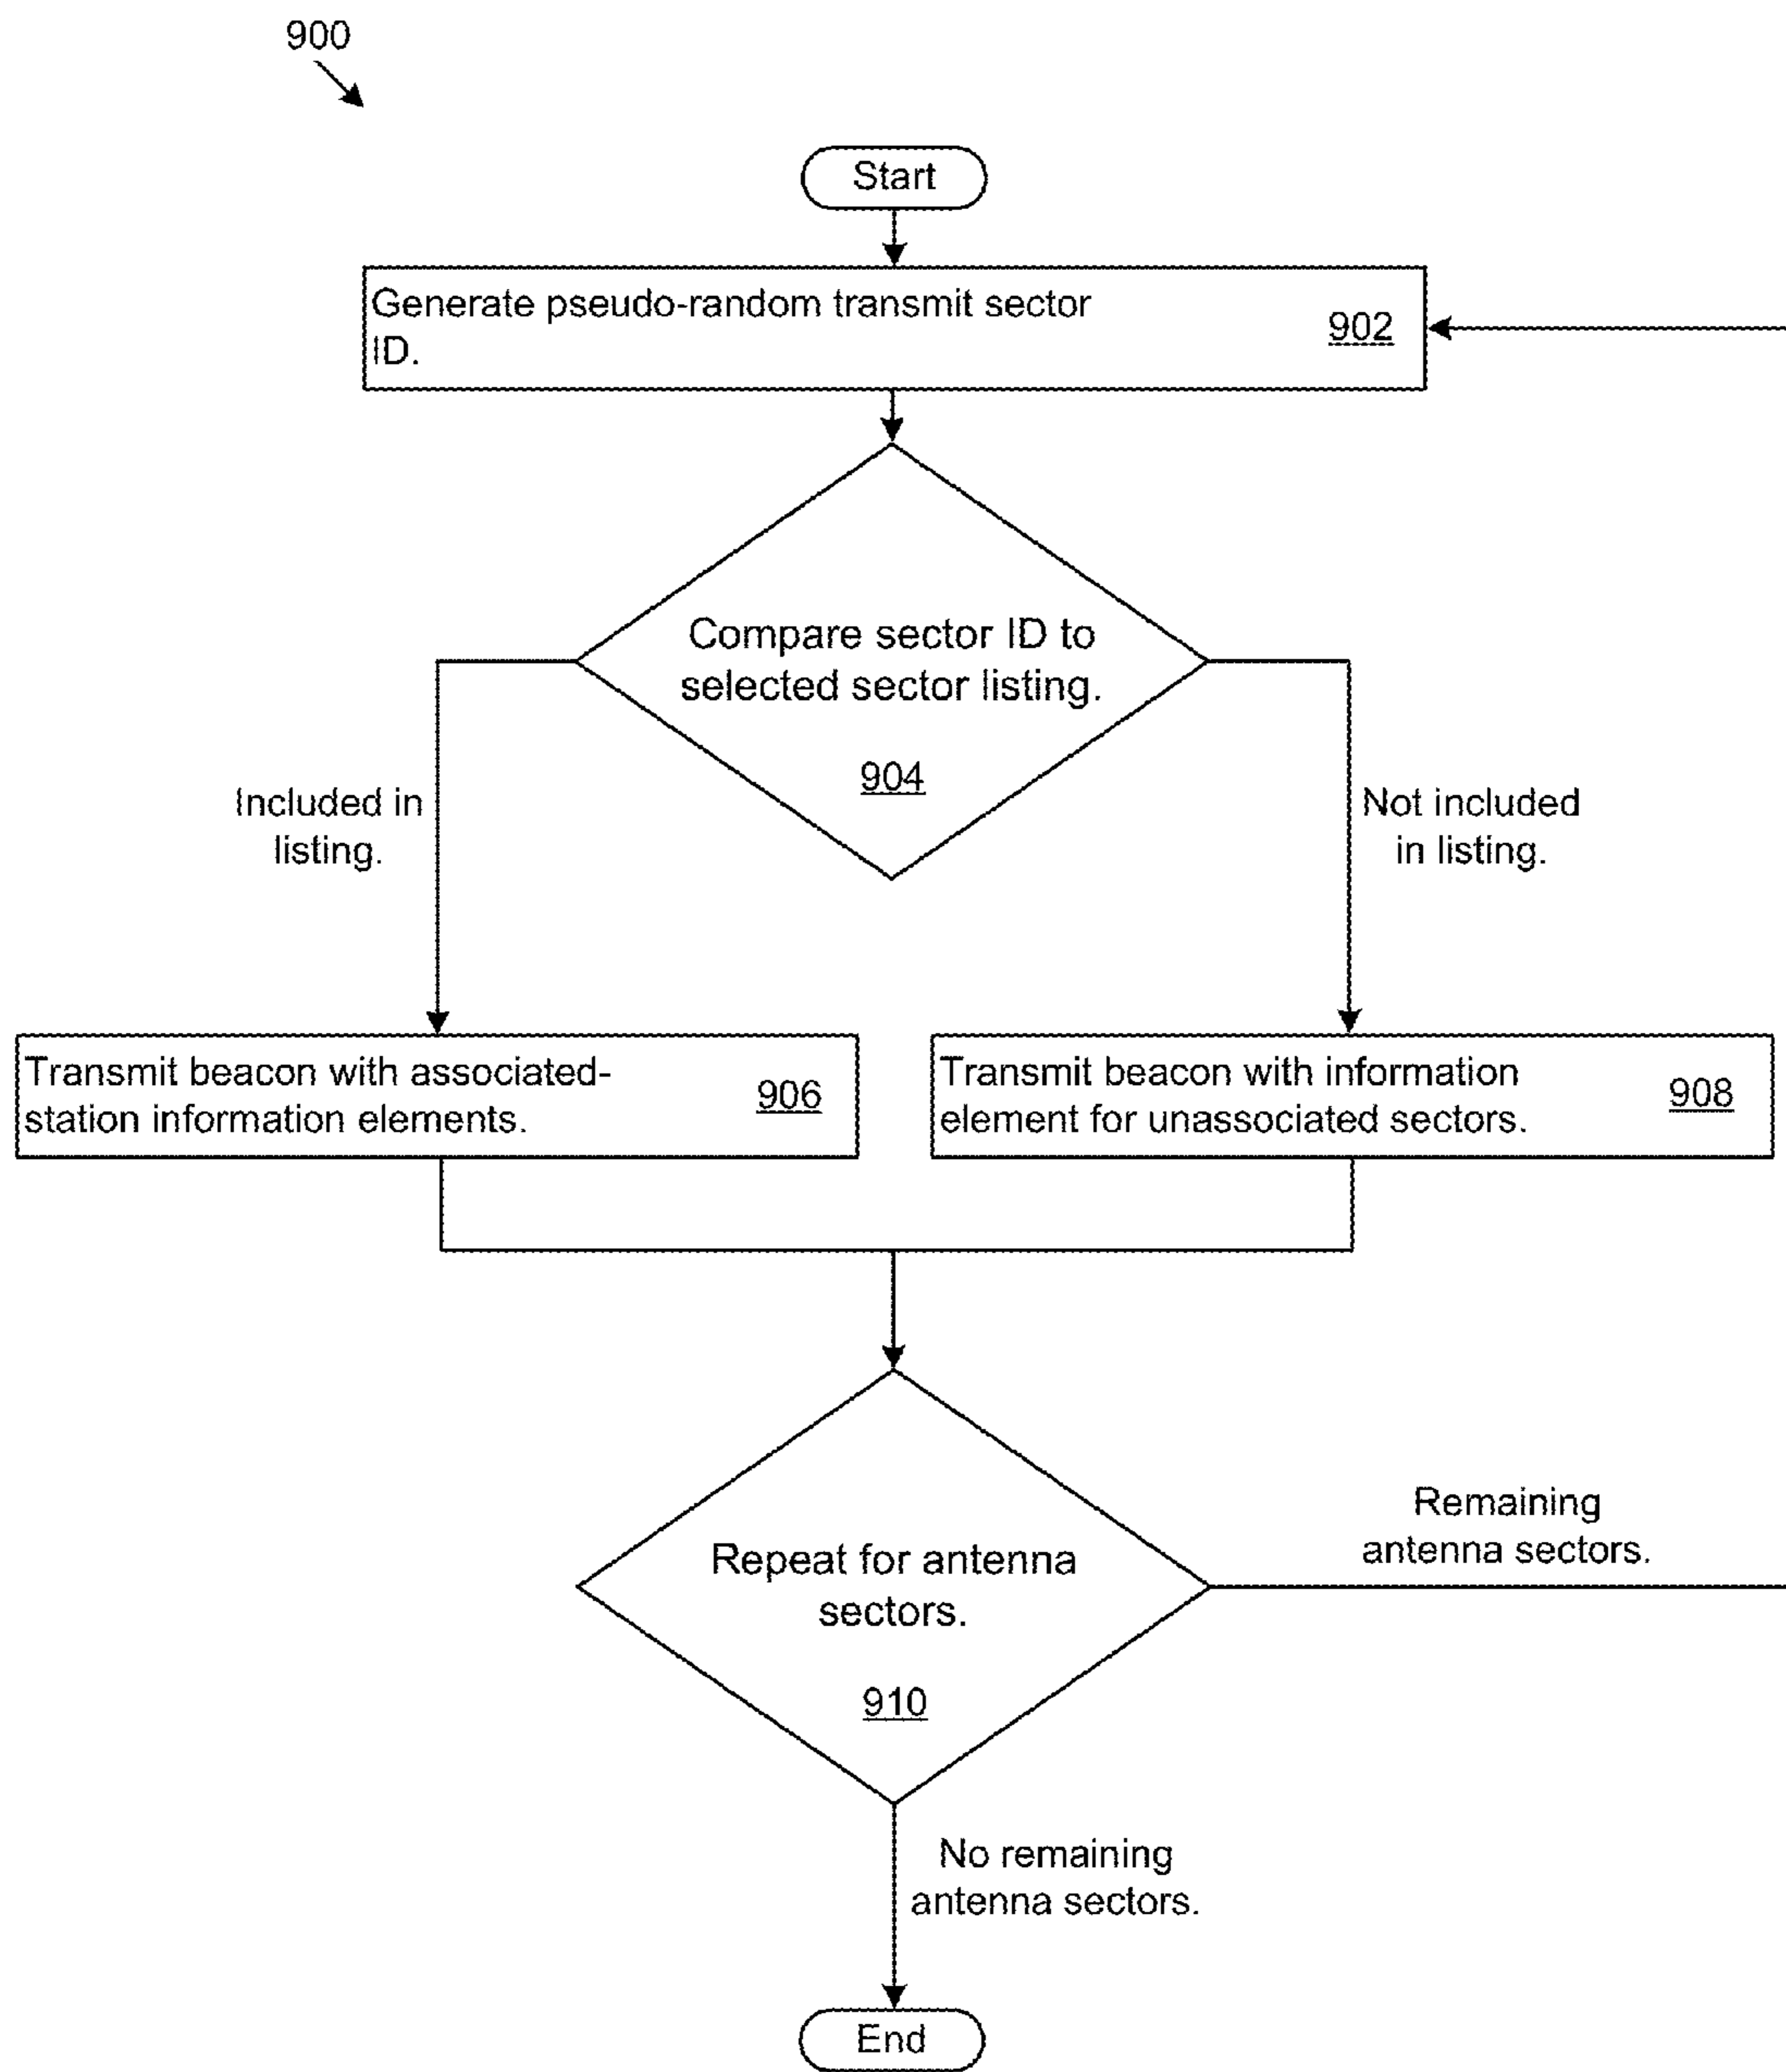 900
Start
Generate pseudo-random transmit sector
ID.
902
Compare sector ID to
selected sector listing.
904
Included in
listing.
Not included
in listing.
Transmit beacon with associated-
station information elements.
906
Transmit beacon with information
element for unassociated sectors.
908
Remaining
antenna sectors.
Repeat for antenna
sectors.
910
No remaining
antenna sectors.
End